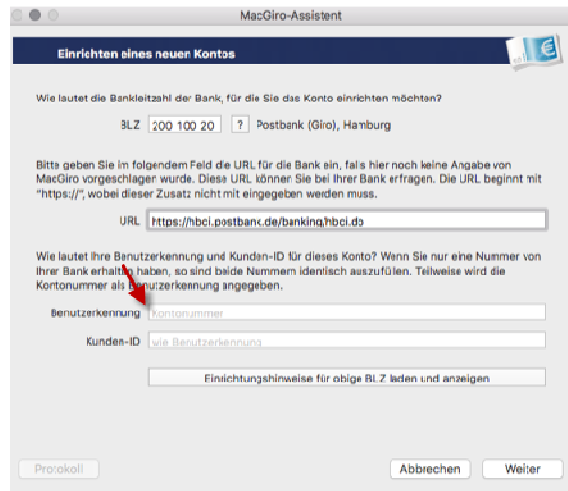 MacGiro-Assistent
Einrichten eines neuen Kontos
Wie lautet die Bankleitzahl der Bank, für die Sie das Konto einrichten möchten?
BLZ 200 100 20 ? Postbank (Giro), Hamburg
Bitte geben Sie im folgendem Feld die URL für die Bank ein, falls hier noch keine Angabe von
MacGiro vorgeschlagen wurde. Diese URL können Sie bei Ihrer Bank erfragen. Die URL beginnt mit
"https://", wobei dieser Zusatz nicht mit eingegeben werden muss.
URL https://hbci.postbank.de/banking/hbci.do
Wie lautet Ihre Benutzerkennung und Kunden-ID für dieses Konto? Wenn Sie nur eine Nummer von
Ihrer Bank erhalten haben, so sind beide Nummern identisch auszufüllen. Teilweise wird die
Kontonummer als Benutzerkennung angegeben.
Benutzerkennung Kontonummer
Kunden-ID wie Benutzerkennung
Einrichtungshinweise für obige BLZ laden und anzeigen
Protokoll Abbrechen Weiter